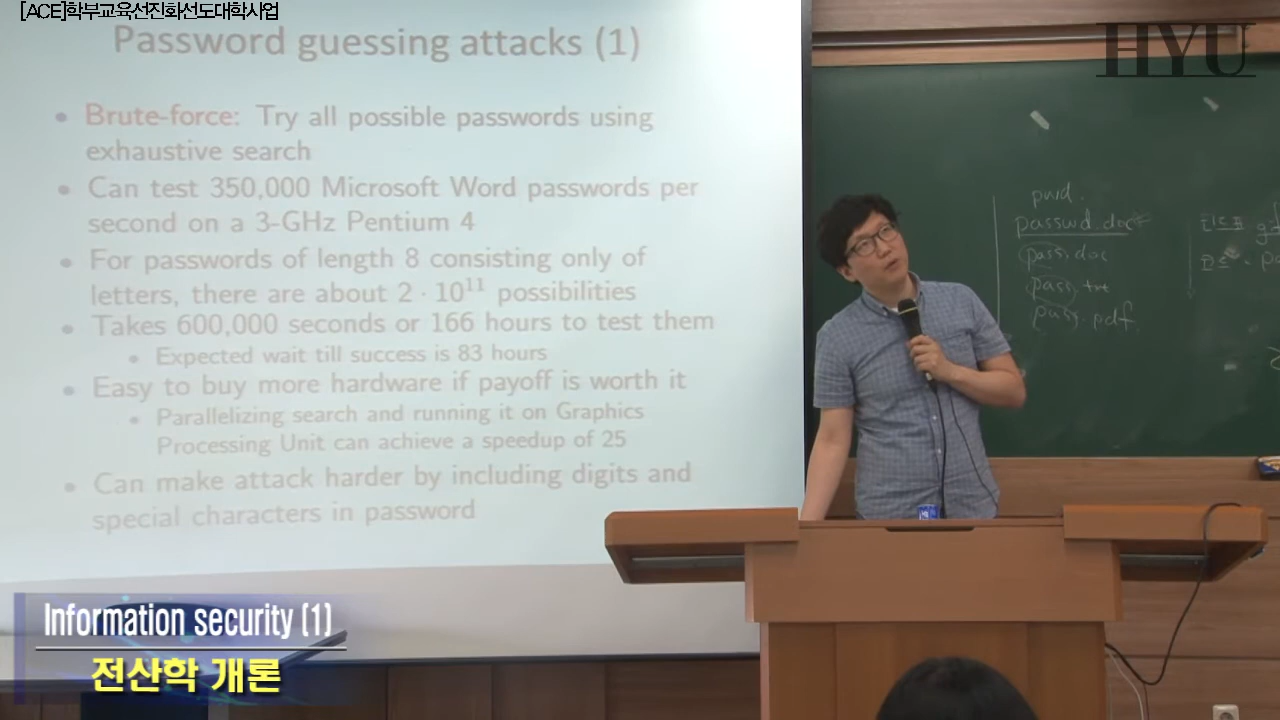 [ACE]학부교육선진화선도대학사업
HYU
Password guessing attacks (1)
• Brute-force: Try all possible passwords using
exhaustive search
• Can test 350,000 Microsoft Word passwords per
second on a 3-GHz Pentium 4
• For passwords of length 8 consisting only of
letters, there are about 2 · 10¹¹ possibilities
• Takes 600,000 seconds or 166 hours to test them
• Expected wait till success is 83 hours
• Easy to buy more hardware if payoff is worth it
• Parallelizing search and running it on Graphics
Processing Unit can achieve a speedup of 25
• Can make attack harder by including digits and
special characters in password
pwd.
passwd.doc
pass.doc
pass.txt
pass.pdf
Information security (1)
전산학 개론